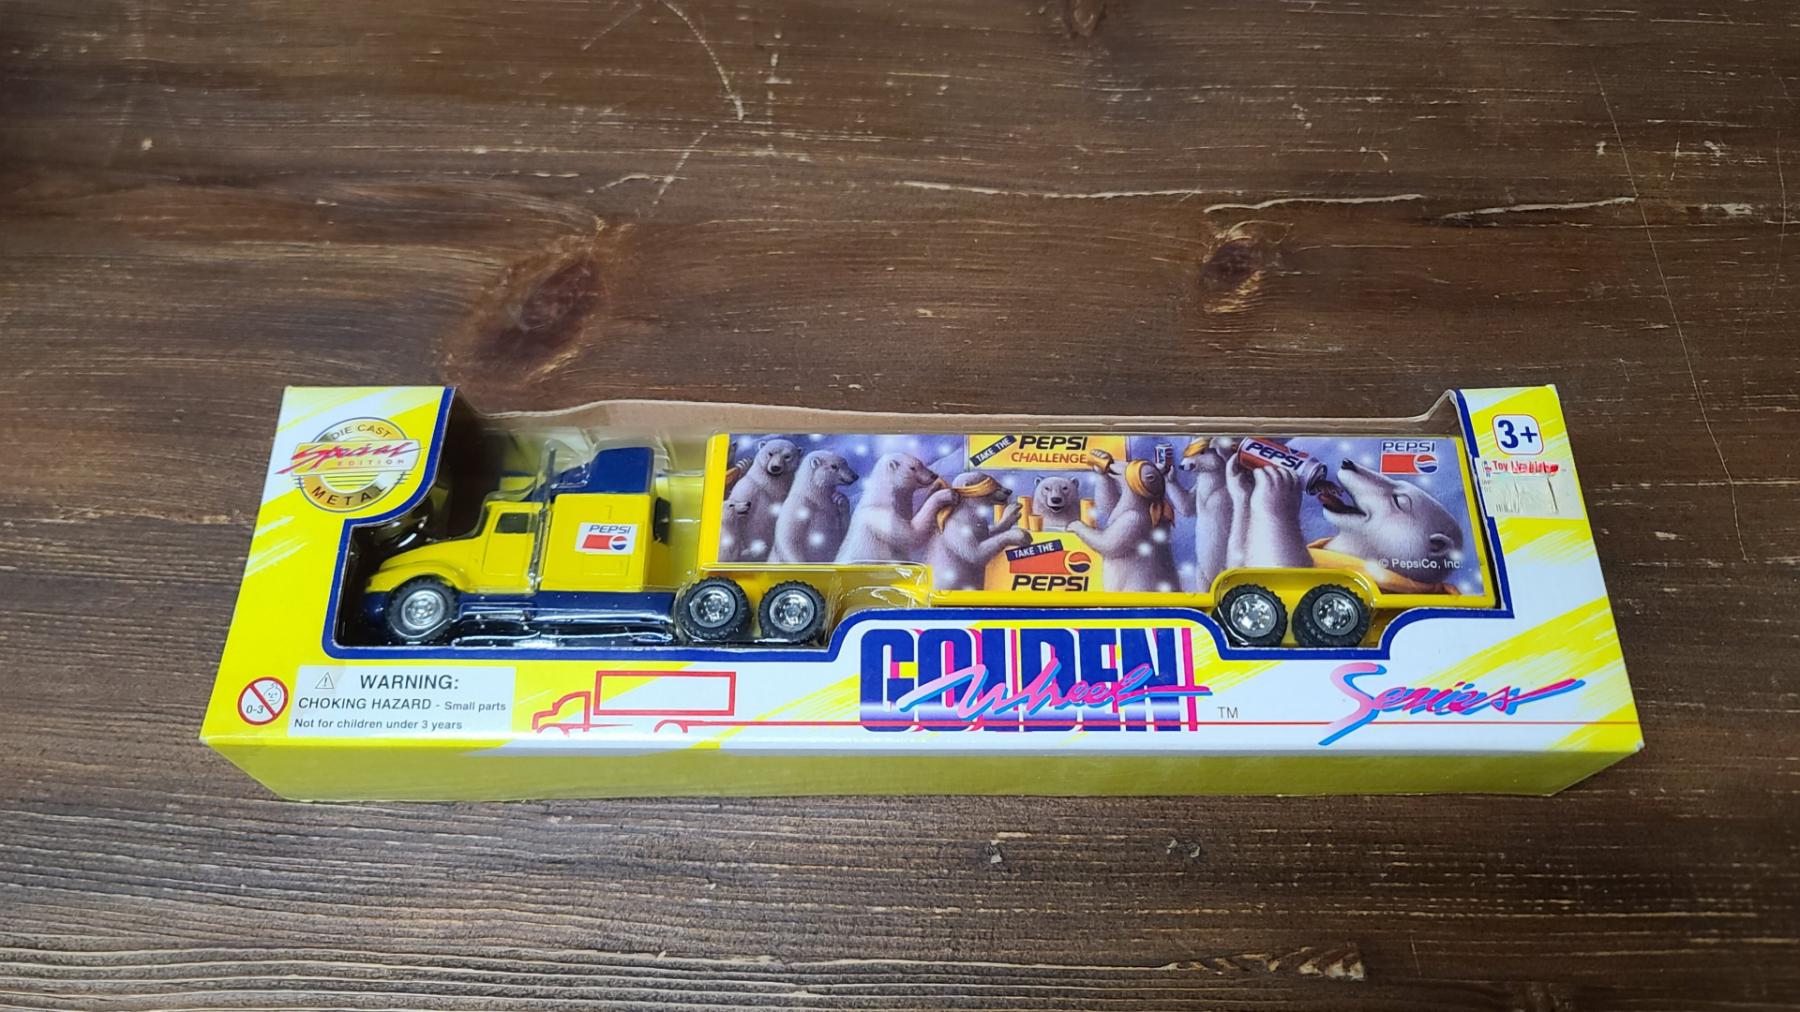 DIE CAST
Special
EDITION
METAL
PEPSI
TAKE THE
PEPSI
CHALLENGE
PEPSI
PEPSI
TAKE THE
PEPSI
© PepsiCo, Inc.
3+
Toy
0-3
WARNING:
CHOKING HAZARD - Small parts
Not for children under 3 years
GOLDEN
Wheel
TM
Series